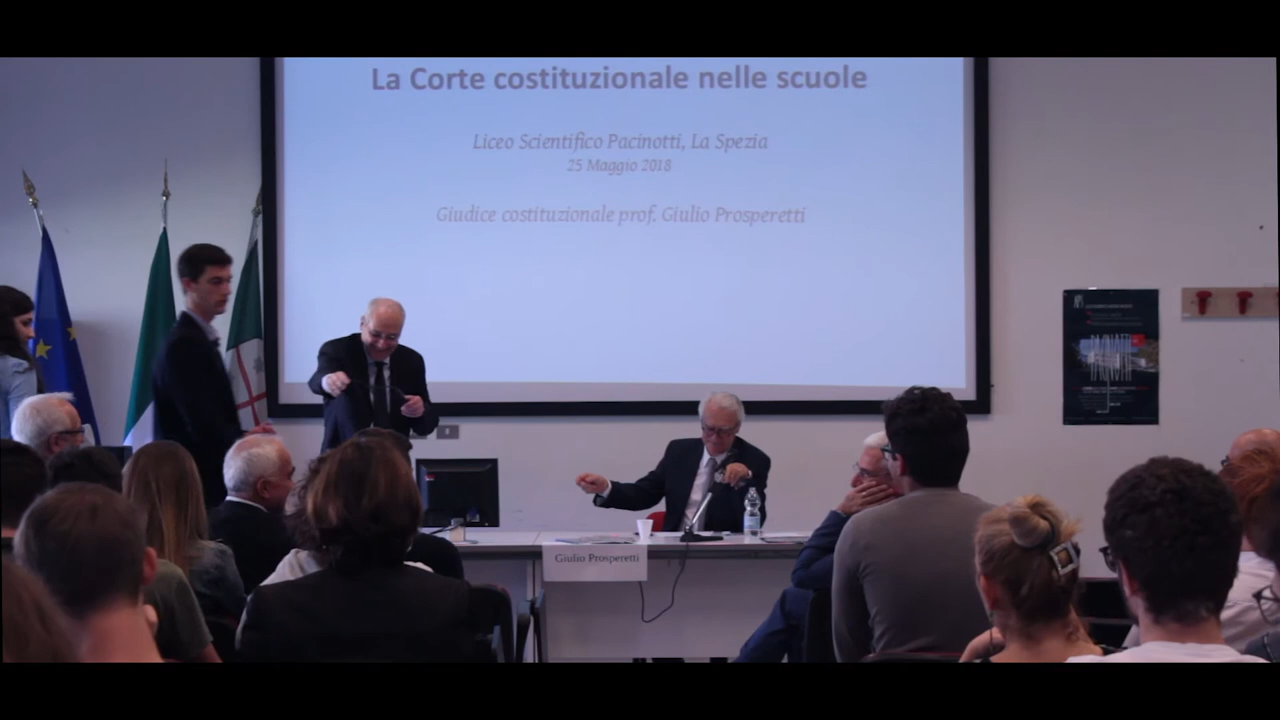 La Corte costituzionale nelle scuole
Liceo Scientifico Pacinotti, La Spezia
25 Maggio 2018
Giudice costituzionale prof. Giulio Prosperetti
Giulio Prosperetti
PACINOTTI